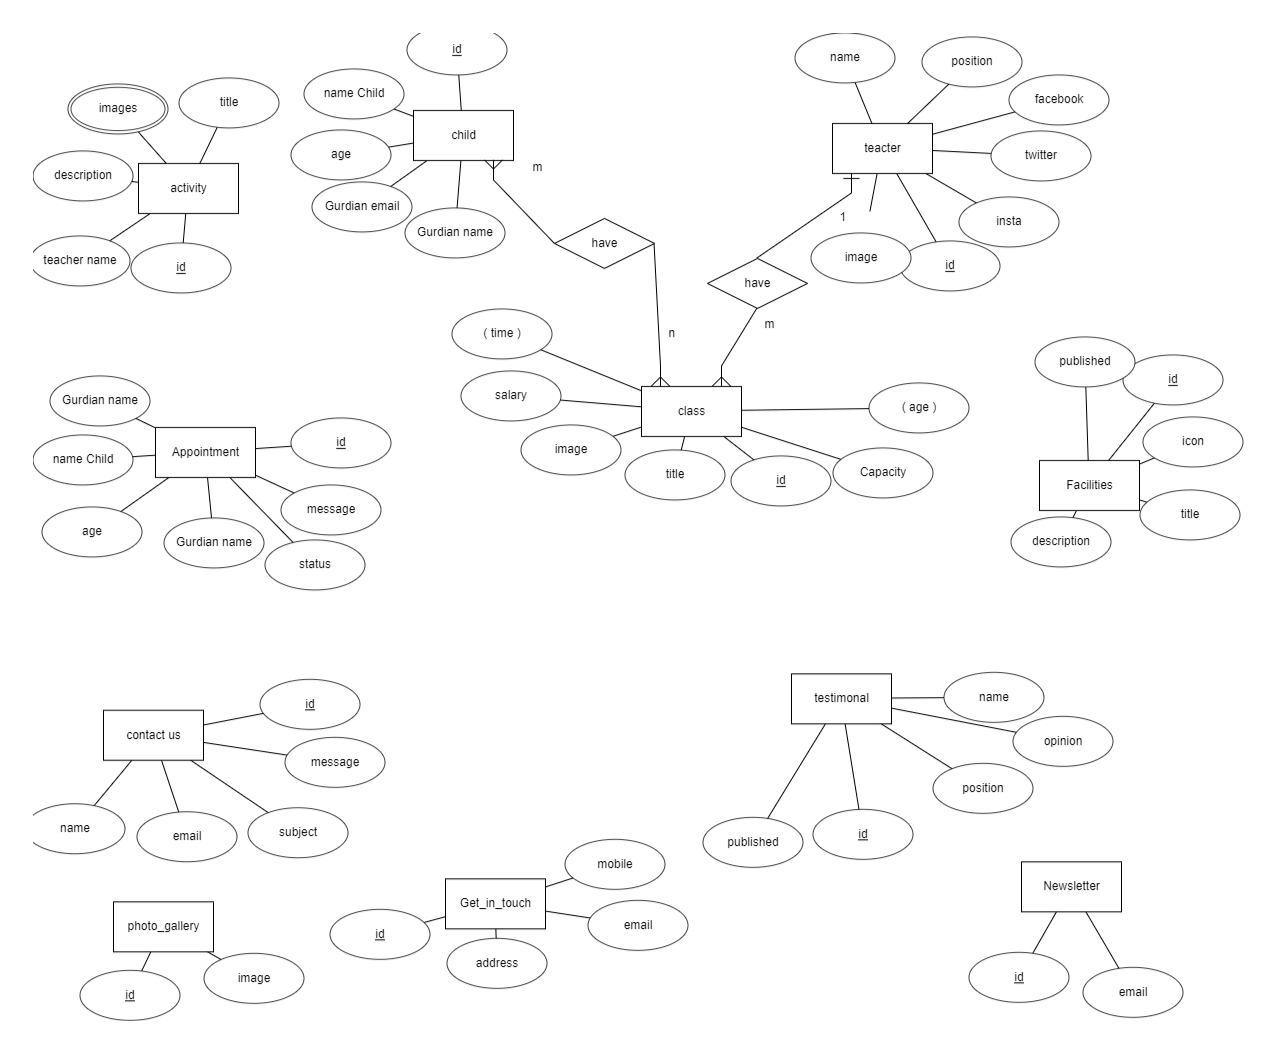 id
name Child
age
Gurdian email
Gurdian name
child
m
have
n
images
title
description
activity
teacher name
id
name
position
facebook
teacter
twitter
insta
1
image
id
have
m
( time )
salary
image
class
title
id
Capacity
( age )
published
id
icon
Facilities
title
description
Gurdian name
name Child
Appointment
id
age
Gurdian name
message
status
contact us
id
message
name
email
subject
testimonal
name
opinion
position
published
id
Get_in_touch
mobile
id
email
address
photo_gallery
id
image
Newsletter
id
email